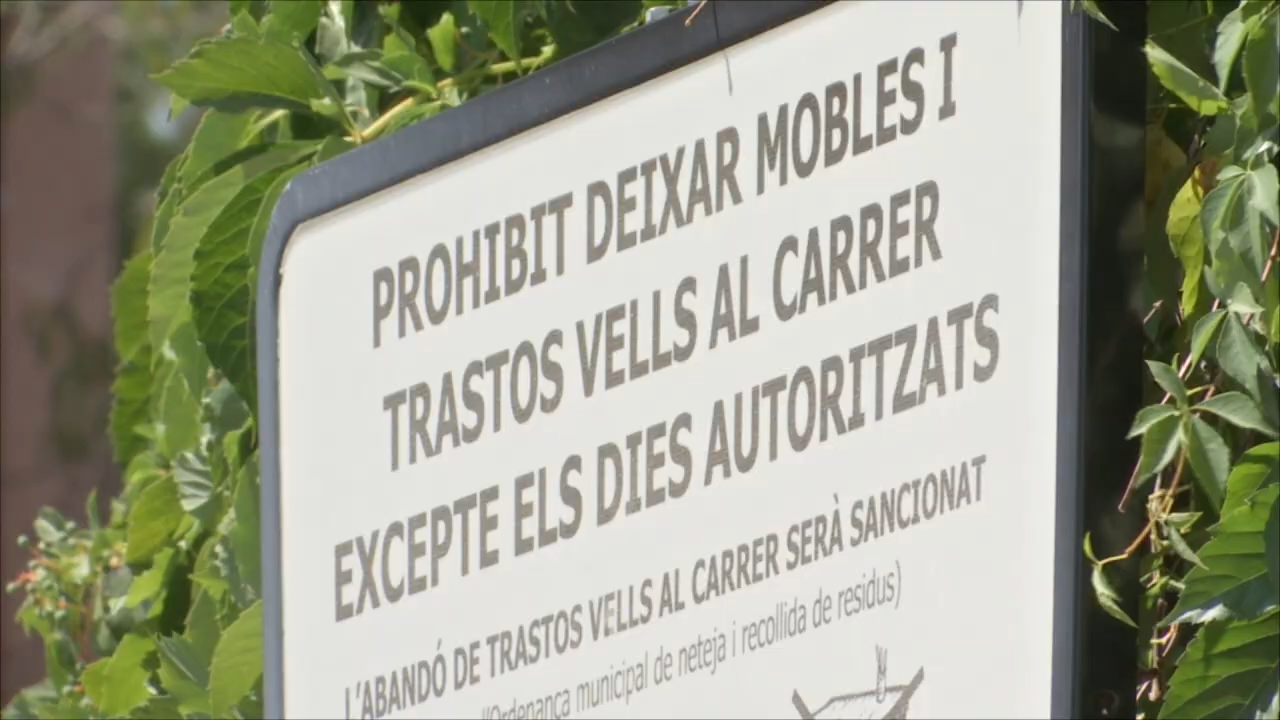 PROHIBIT DEIXAR MOBLES I
TRASTOS VELLS AL CARRER
EXCEPTE ELS DIES AUTORITZATS
L'ABANDÓ DE TRASTOS VELLS AL CARRER SERÀ SANCIONAT
l'Ordenança municipal de neteja i recollida de residus)